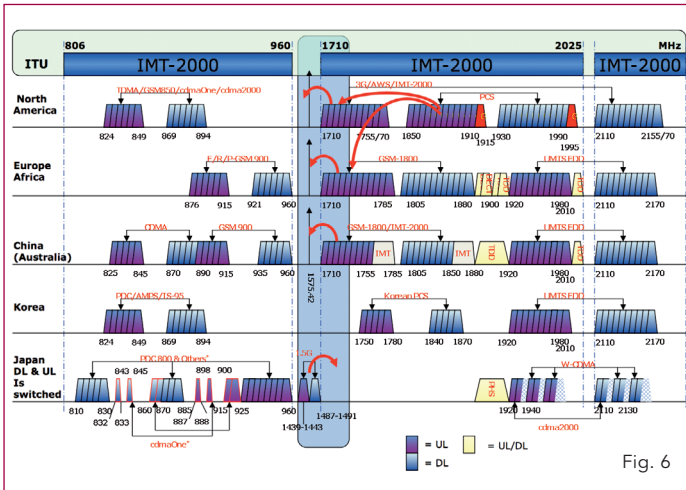 806 960 1710 2025 MHz
ITU IMT-2000 IMT-2000 IMT-2000
TDMA/GSM850/cdmaOne/cdma2000 3G/AWS/IMT-2000
North America PCS
824 849 869 894 1710 1755/70 1850 1910 1915 1930 1990 1995 2110 2155/70
E/R/P-GSM 900 GSM-1800 UMTS FDD
Europe Africa DECT TDD TDD
876 915 921 960 1710 1785 1805 1880 1900 1920 1980 2010 2110 2170
CDMA GSM 900 GSM-1800/IMT-2000 UMTS FDD
China (Australia) IMT IMT TDD TDD
825 845 870 890 915 935 960 1710 1755 1785 1805 1850 1880 1920 1980 2010 2110 2170
1575.42
PDC/AMPS/IS-95 Korean PCS UMTS FDD
Korea
824 849 869 894 1750 1780 1840 1870 1920 1980 2010 2110 2170
Japan
DL & UL
Is
switched
PDC 800 & Others* W-CDMA
843 845 898 900 PHS
810 830 832 833 860 870 885 887 888 915 925 960 1439-1443 1487-1491 1920 1940 2110 2130
cdmaOne* cdma2000
= UL = UL/DL
= DL
Fig. 6